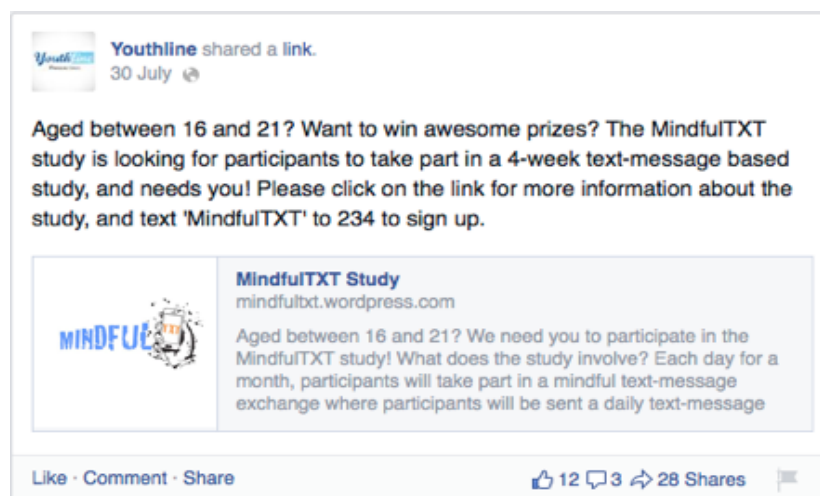 Youthline
Youthline shared a link.
30 July
Aged between 16 and 21? Want to win awesome prizes? The MindfulTXT
study is looking for participants to take part in a 4-week text-message based
study, and needs you! Please click on the link for more information about the
study, and text 'MindfulTXT' to 234 to sign up.
MINDFUL TXT
MindfulTXT Study
mindfultxt.wordpress.com
Aged between 16 and 21? We need you to participate in the
MindfulTXT study! What does the study involve? Each day for a
month, participants will take part in a mindful text-message
exchange where participants will be sent a daily text-message
Like · Comment · Share
12 3 28 Shares